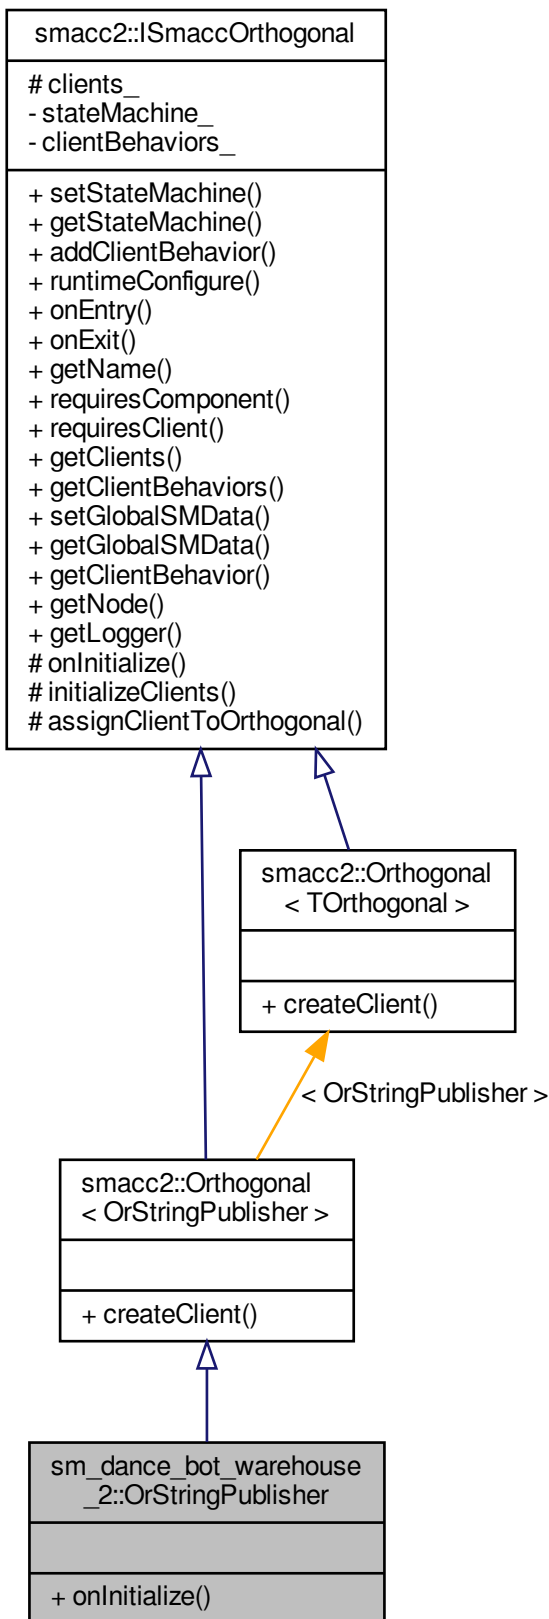 smacc2::ISmaccOrthogonal
# clients_
- stateMachine_
- clientBehaviors_
+ setStateMachine()
+ getStateMachine()
+ addClientBehavior()
+ runtimeConfigure()
+ onEntry()
+ onExit()
+ getName()
+ requiresComponent()
+ requiresClient()
+ getClients()
+ getClientBehaviors()
+ setGlobalSMData()
+ getGlobalSMData()
+ getClientBehavior()
+ getNode()
+ getLogger()
# onInitialize()
# initializeClients()
# assignClientToOrthogonal()
smacc2::Orthogonal
< TOrthogonal >
+ createClient()
< OrStringPublisher >
smacc2::Orthogonal
< OrStringPublisher >
+ createClient()
sm_dance_bot_warehouse
_2::OrStringPublisher
+ onInitialize()